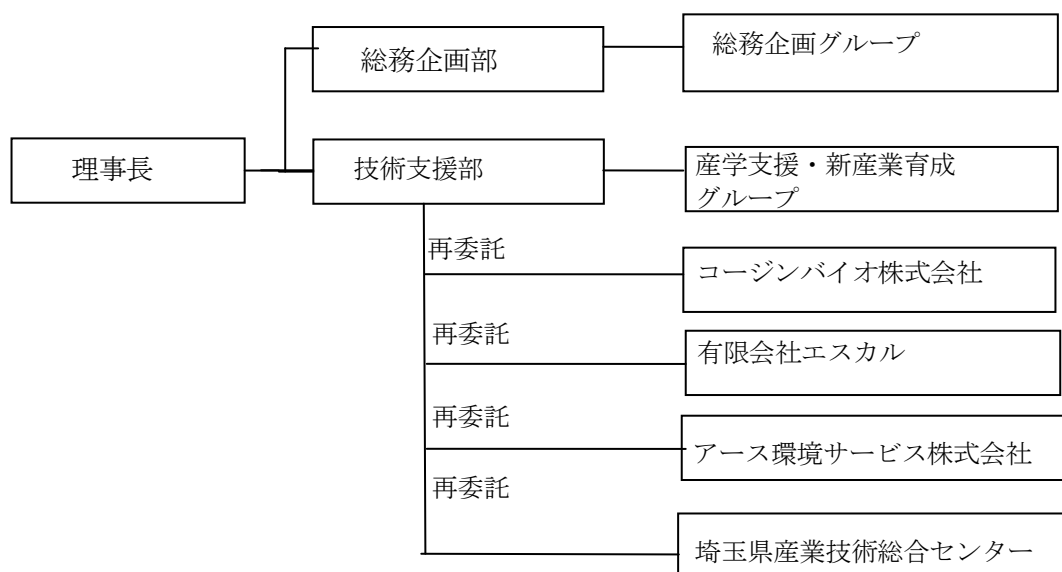 総務企画部
総務企画グループ
理事長
技術支援部
産学支援・新産業育成
グループ
再委託
コージンバイオ株式会社
再委託
有限会社エスカル
再委託
アース環境サービス株式会社
再委託
埼玉県産業技術総合センター